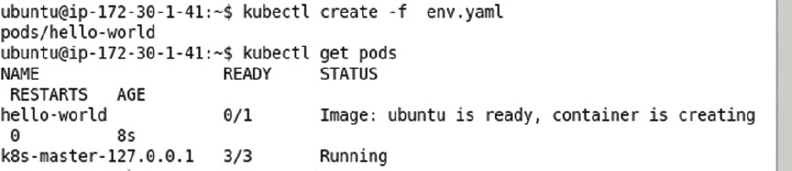 ubuntu@ip-172-30-1-41:~$ kubectl create -f  env.yaml
pods/hello-world
ubuntu@ip-172-30-1-41:~$ kubectl get pods
NAME                   READY     STATUS
 RESTARTS   AGE
hello-world            0/1       Image: ubuntu is ready, container is creating
 0         8s
k8s-master-127.0.0.1   3/3       Running